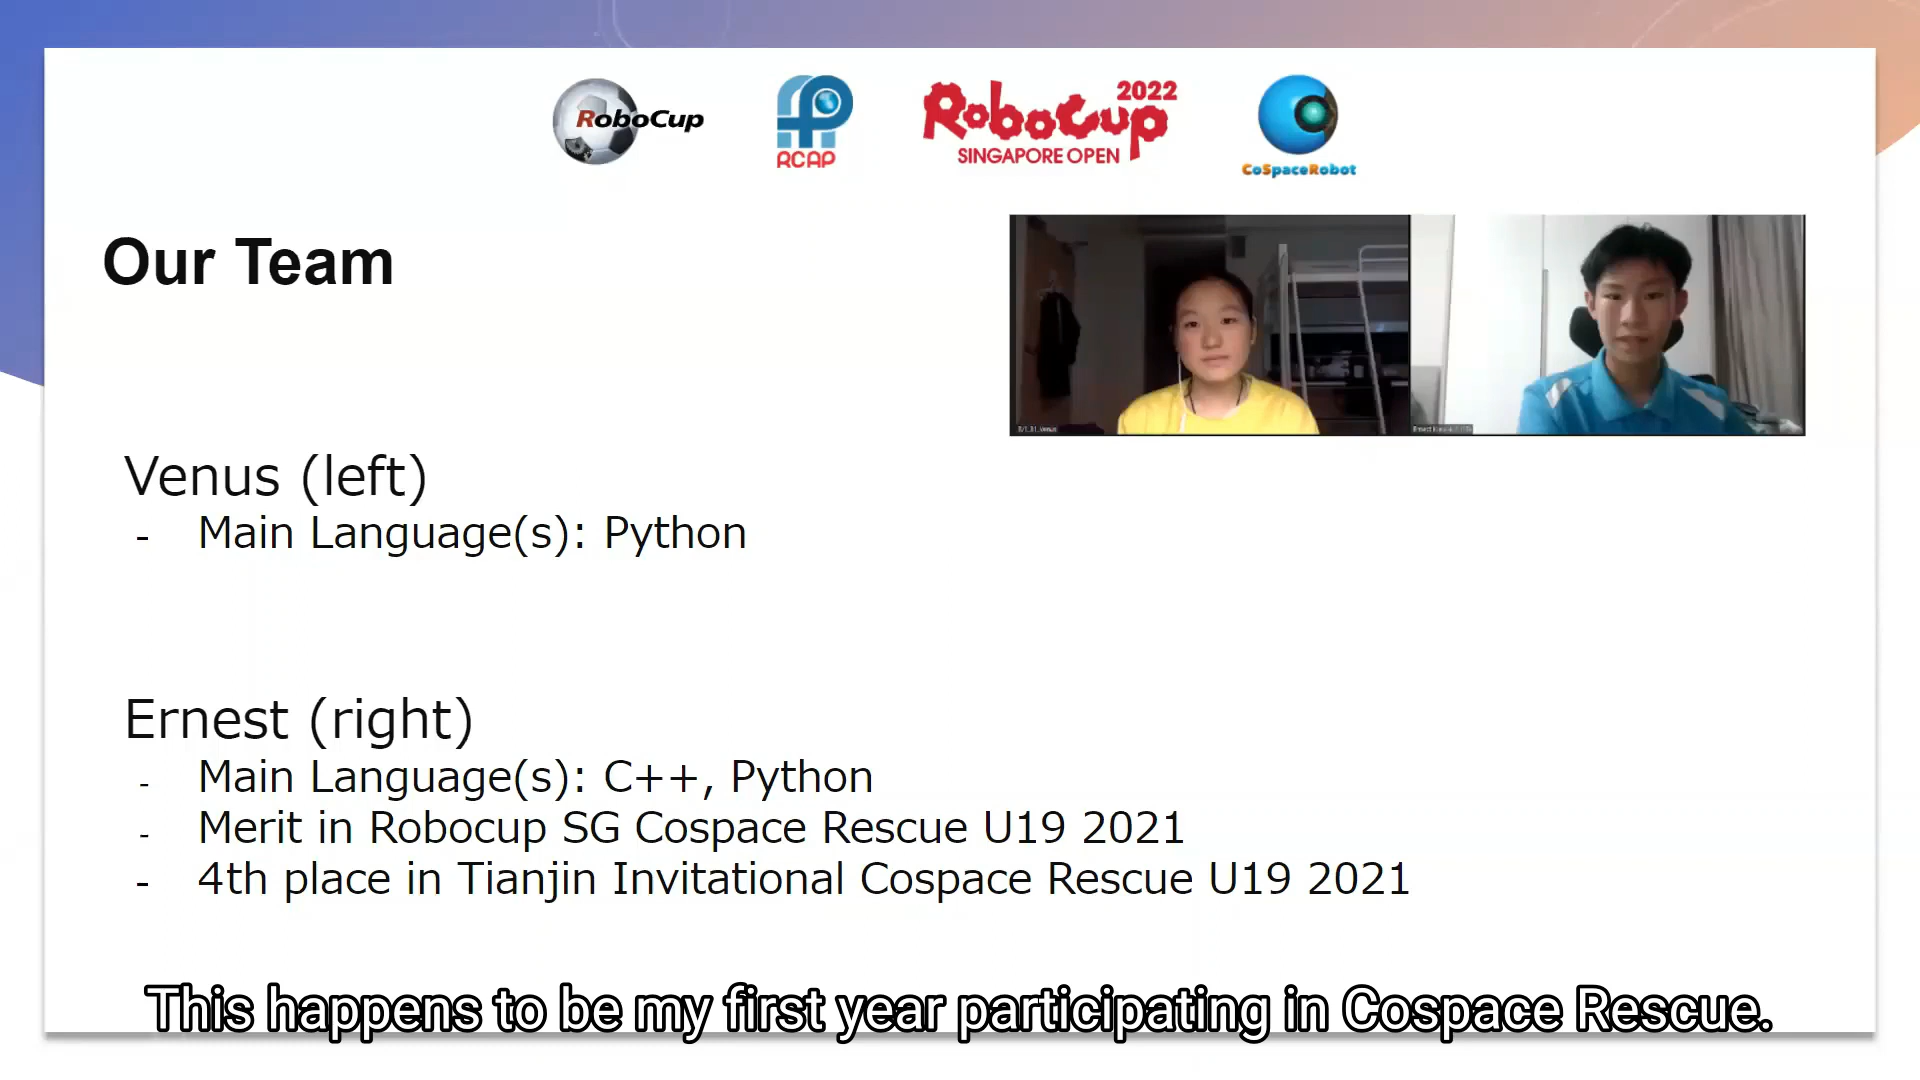 RoboCup
RCAP
RoboCup 2022
SINGAPORE OPEN
CoSpaceRobot
Our Team
Venus (left)
- Main Language(s): Python
Ernest (right)
- Main Language(s): C++, Python
- Merit in Robocup SG Cospace Rescue U19 2021
- 4th place in Tianjin Invitational Cospace Rescue U19 2021
This happens to be my first year participating in Cospace Rescue.